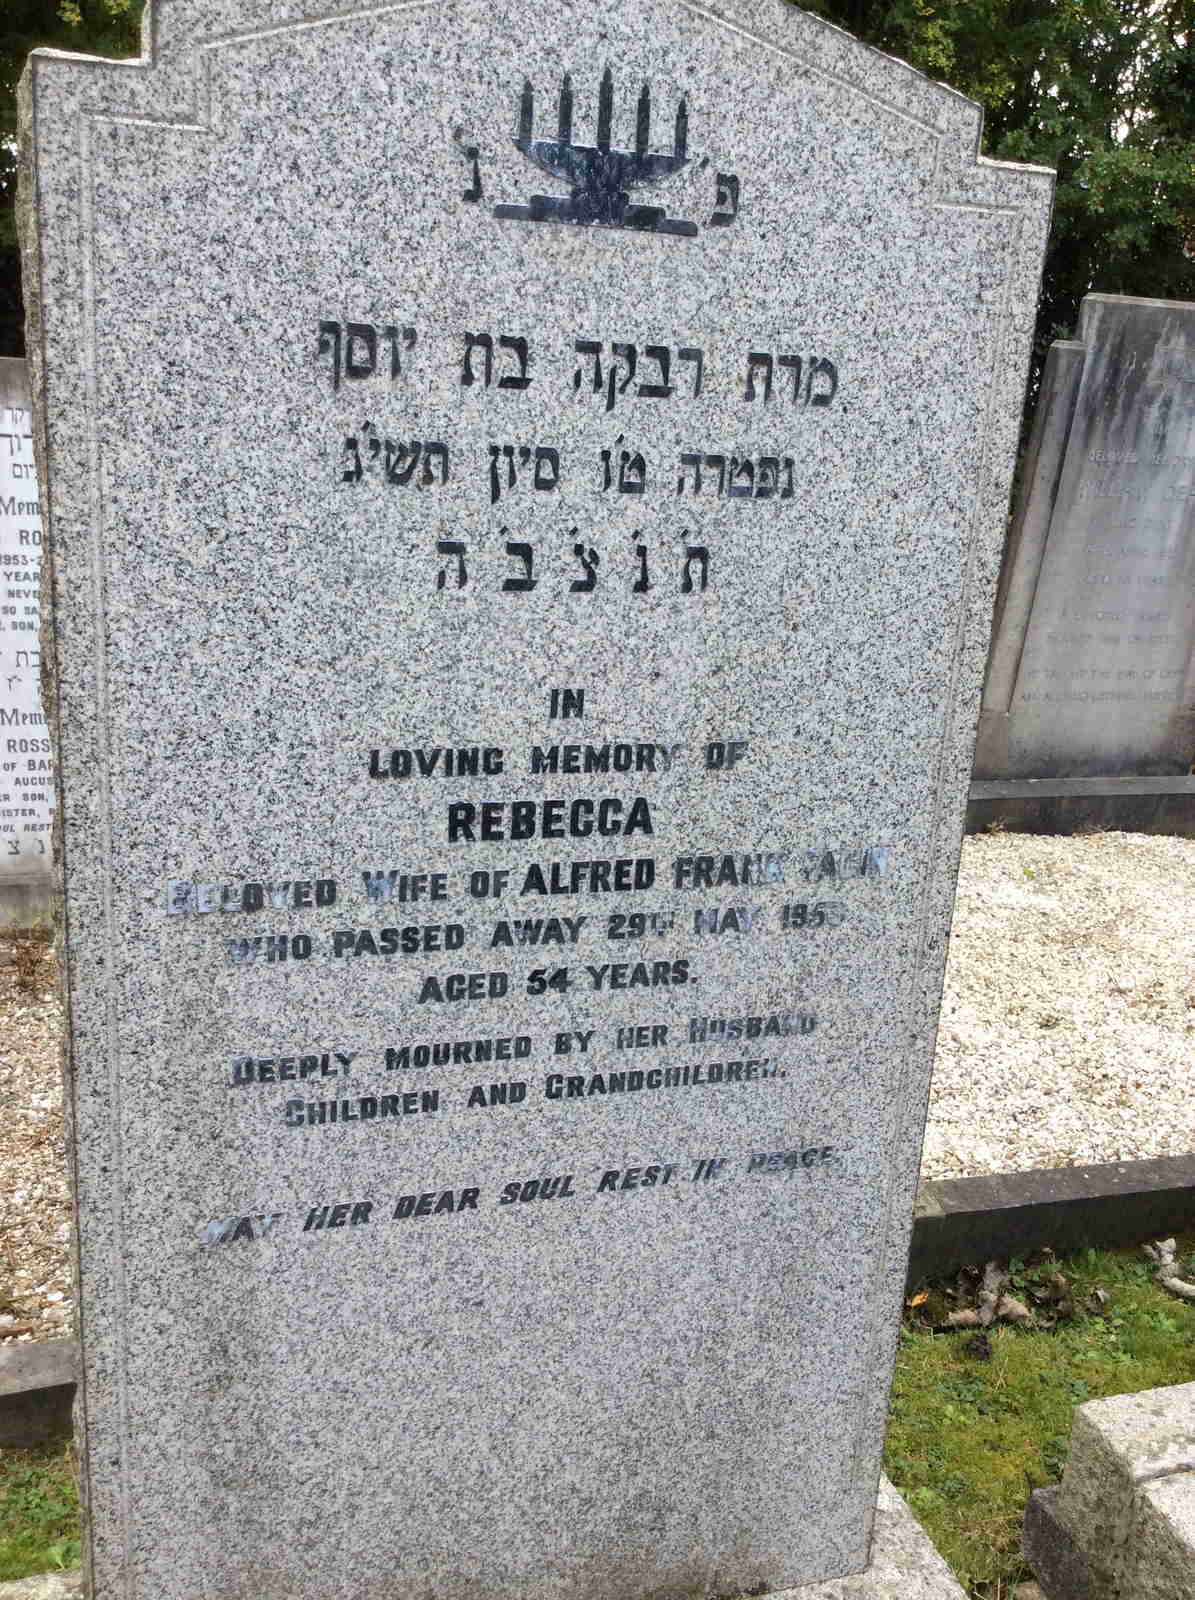 פ' נ'
מרת רבקה בת יוסף
נפטרה ט'ו סיון תשי'ג
ת' נ' צ' ב' ה
IN
LOVING MEMORY OF
REBECCA
BELOVED WIFE OF ALFRED FRANK
WHO PASSED AWAY 29TH MAY 1953
AGED 54 YEARS.
DEEPLY MOURNED BY HER HUSBAND
CHILDREN AND GRANDCHILDREN.
MAY HER DEAR SOUL REST IN PEACE.